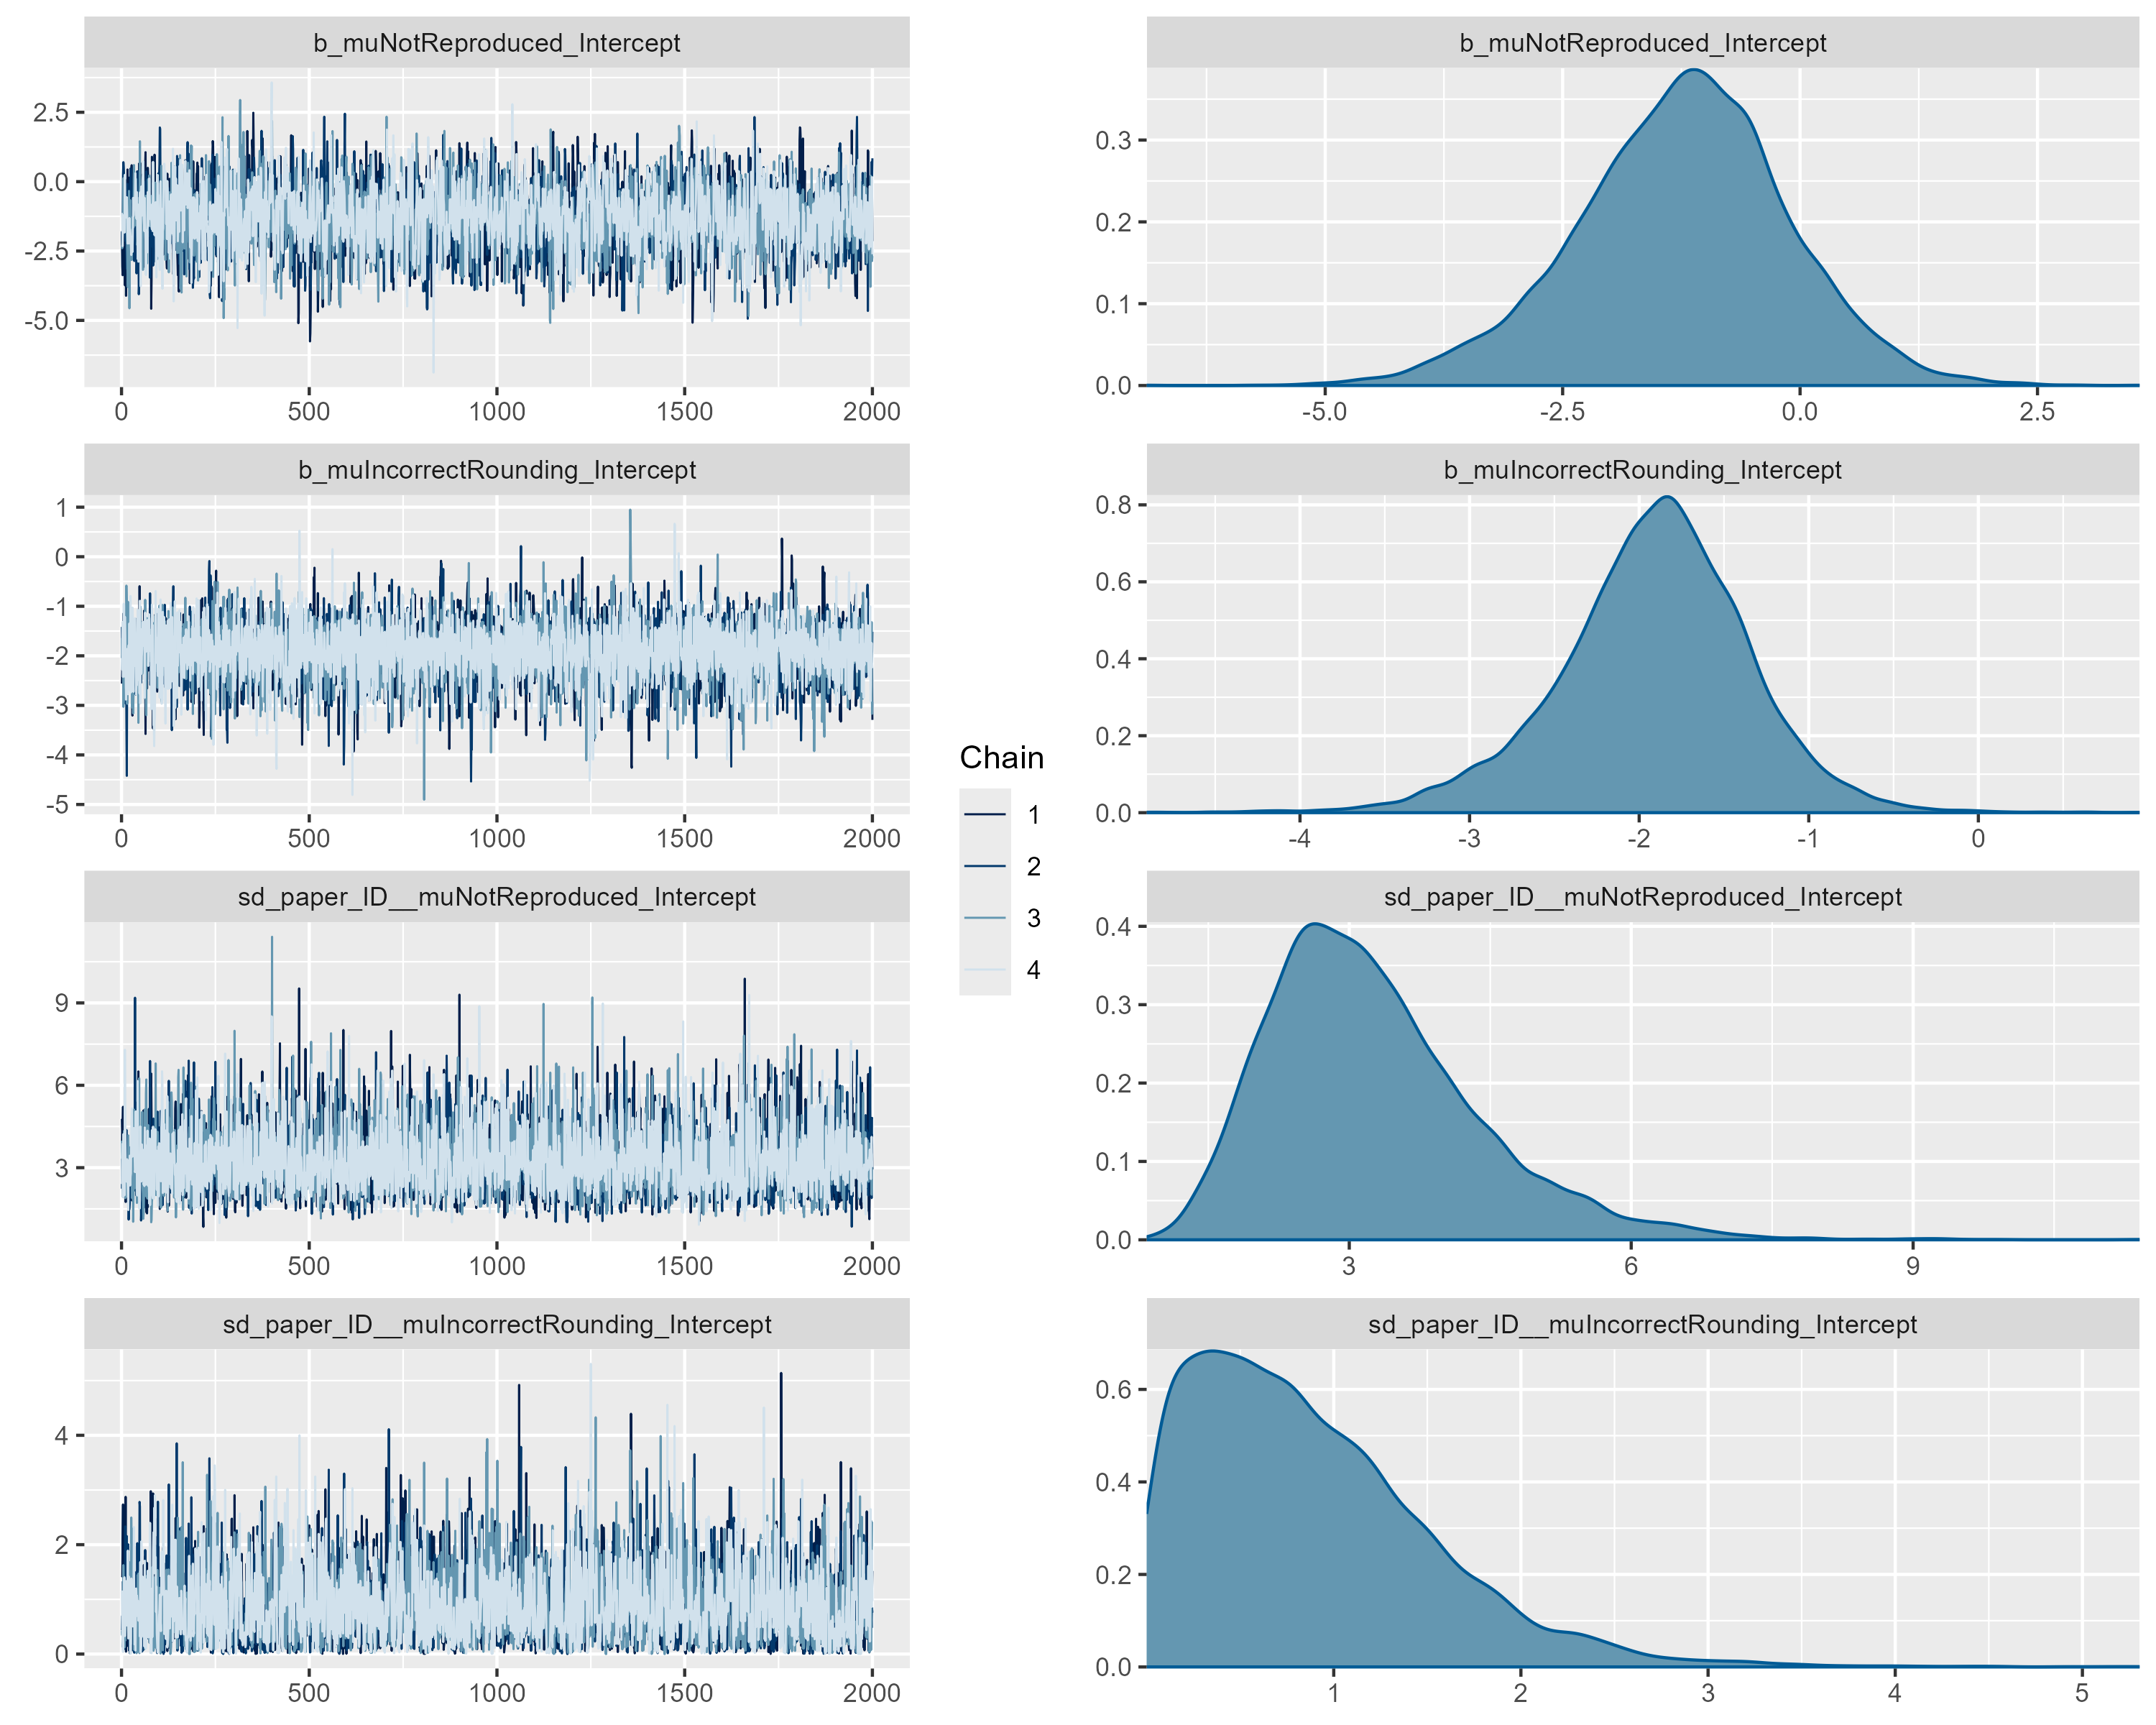 b_muNotReproduced_Intercept
2.5
0.0
-2.5
-5.0
0 500 1000 1500 2000
b_muIncorrectRounding_Intercept
1
0
-1
-2
-3
-4
-5
0 500 1000 1500 2000
sd_paper_ID__muNotReproduced_Intercept
9
6
3
0 500 1000 1500 2000
sd_paper_ID__muIncorrectRounding_Intercept
4
2
0
0 500 1000 1500 2000
Chain
1
2
3
4
b_muNotReproduced_Intercept
0.3
0.2
0.1
0.0
-5.0 -2.5 0.0 2.5
b_muIncorrectRounding_Intercept
0.8
0.6
0.4
0.2
0.0
-4 -3 -2 -1 0
sd_paper_ID__muNotReproduced_Intercept
0.4
0.3
0.2
0.1
0.0
3 6 9
sd_paper_ID__muIncorrectRounding_Intercept
0.6
0.4
0.2
0.0
1 2 3 4 5